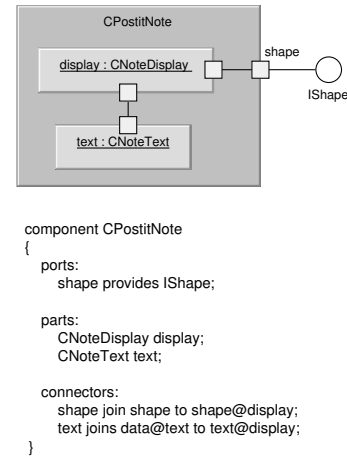 CPostitNote
shape
display : CNoteDisplay
IShape
text : CNoteText
component CPostitNote
{
ports:
shape provides IShape;
parts:
CNoteDisplay display;
CNoteText text;
connectors:
shape join shape to shape@display;
text joins data@text to text@display;
}